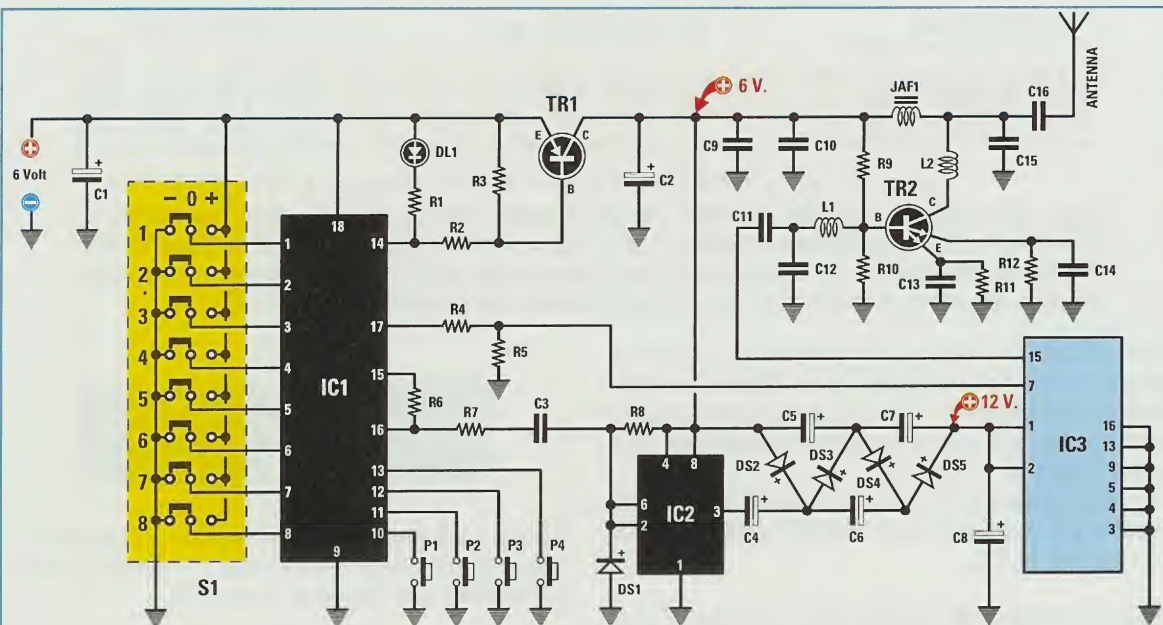 ANTENNA
6 V.
JAF1
C16
TR1
E
C
B
DL1
R3
R1
R2
C1
6 Volt
C2
C9
C10
R9
L2
C15
TR2
C11
L1
B
C
E
C12
R10
C13
R11
R12
C14
- 0 +
1
2
3
4
5
6
7
8
S1
1
2
3
4
5
6
7
8
18
14
17
15
16
13
12
11
10
9
IC1
R4
R5
R6
R7
C3
R8
P1
P2
P3
P4
4
8
6
2
3
1
IC2
DS1
DS2
C5
DS3
C7
DS4
DS5
C4
C6
12 V.
C8
15
7
1
2
IC3
16
13
9
5
4
3